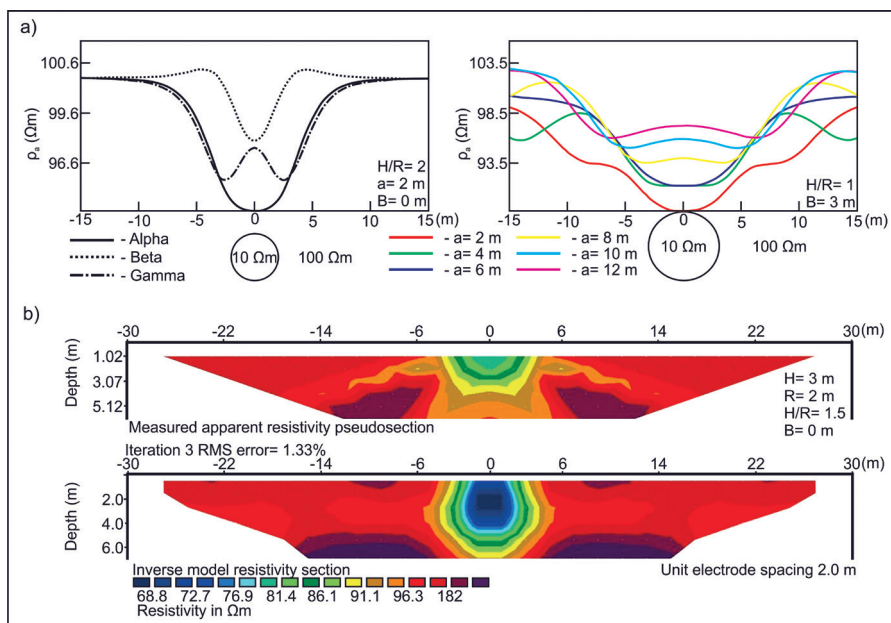 a)
100.6
99.6
96.6
ρa (Ωm)
H/R= 2
a= 2 m
B= 0 m
-15 -10 -5 0 5 10 15 (m)
- Alpha
- Beta
- Gamma
10 Ωm
100 Ωm
103.5
98.5
93.5
ρa (Ωm)
H/R= 1
B= 3 m
-15 -10 -5 0 5 10 15 (m)
- a= 2 m
- a= 4 m
- a= 6 m
- a= 8 m
- a= 10 m
- a= 12 m
10 Ωm
100 Ωm
b)
-30 -22 -14 -6 0 6 14 22 30 (m)
Depth (m)
1.02
3.07
5.12
H= 3 m
R= 2 m
H/R= 1.5
B= 0 m
Measured apparent resistivity pseudosection
Iteration 3 RMS error= 1.33%
-30 -22 -14 -6 0 6 14 22 30 (m)
Depth (m)
2.0
4.0
6.0
Inverse model resistivity section
Unit electrode spacing 2.0 m
68.8 72.7 76.9 81.4 86.1 91.1 96.3 182
Resistivity in Ωm